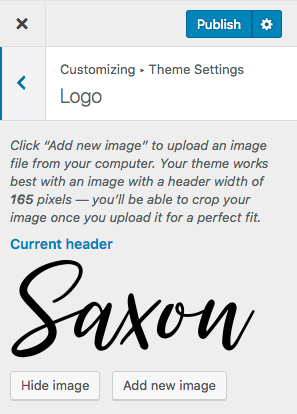 Publish
Customizing ▸ Theme Settings
Logo
Click “Add new image” to upload an image
file from your computer. Your theme works
best with an image with a header width of
165 pixels — you’ll be able to crop your
image once you upload it for a perfect fit.
Current header
Saxon
Hide image Add new image